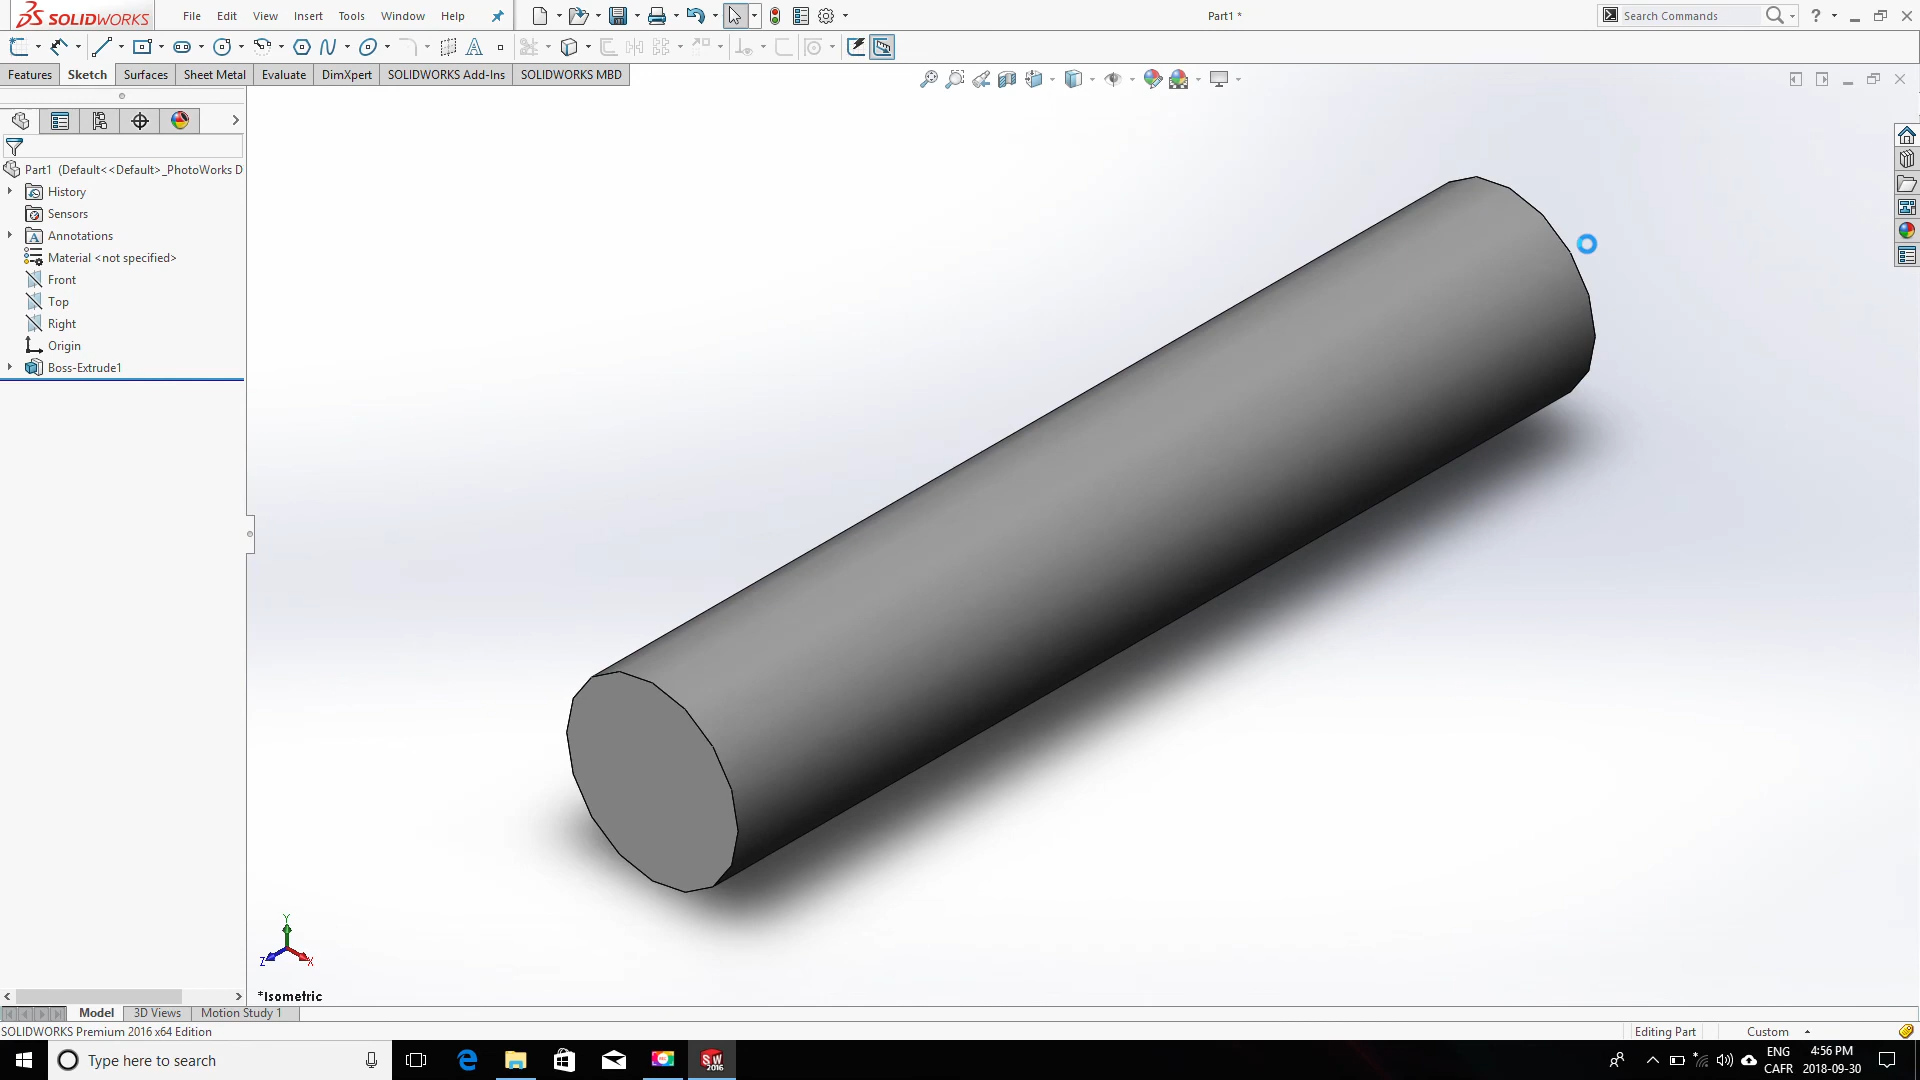 SOLIDWORKS File Edit View Insert Tools Window Help Part1 * Search Commands ?
Features Sketch Surfaces Sheet Metal Evaluate DimXpert SOLIDWORKS Add-Ins SOLIDWORKS MBD
Part1 (Default<<Default>_PhotoWorks D
History
Sensors
A Annotations
Material <not specified>
Front
Top
Right
Origin
Boss-Extrude1
Y
Z X
*Isometric
Model 3D Views Motion Study 1
SOLIDWORKS Premium 2016 x64 Edition Editing Part Custom
Type here to search SW 2016 ENG 4:56 PM
CAFR 2018-09-30